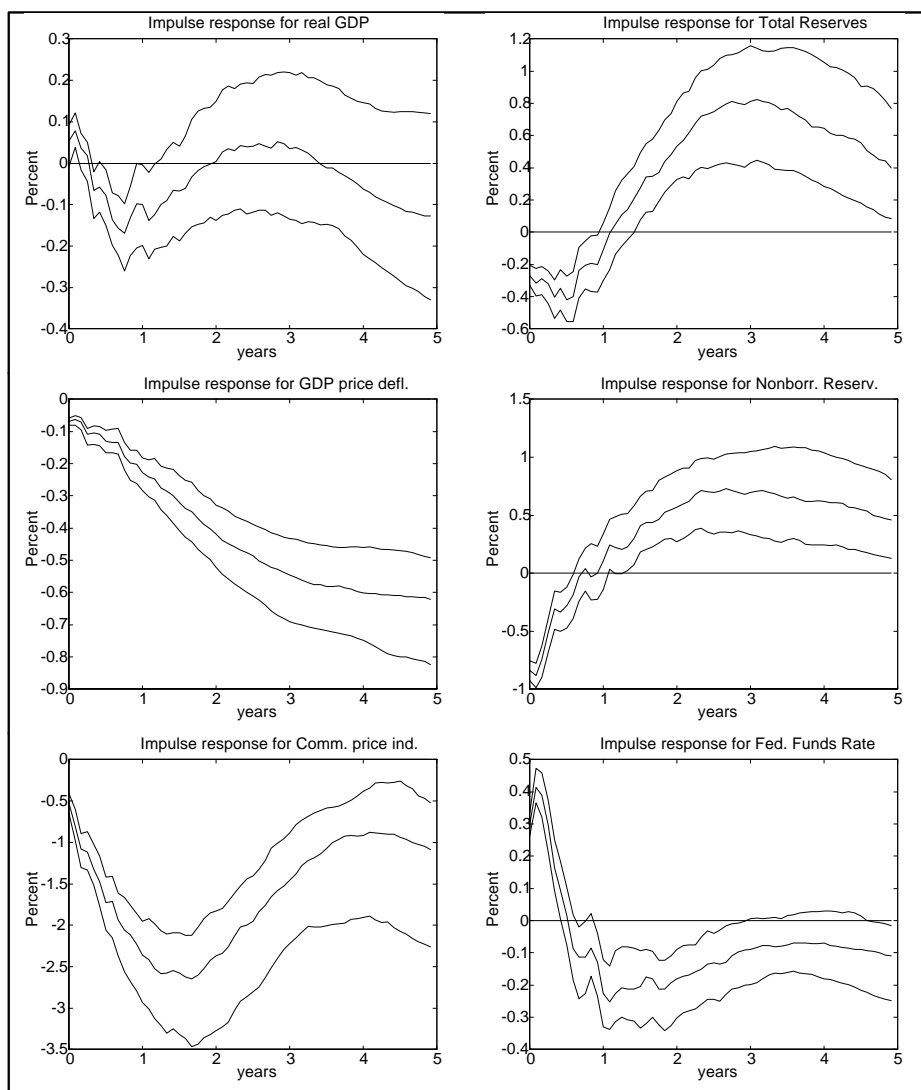 Impulse response for real GDP
0.3
0.2
0.1
0
-0.1
-0.2
-0.3
-0.4
Percent
0 1 2 3 4 5
years
Impulse response for Total Reserves
1.2
1
0.8
0.6
0.4
0.2
0
-0.2
-0.4
-0.6
Percent
0 1 2 3 4 5
years
Impulse response for GDP price defl.
0
-0.1
-0.2
-0.3
-0.4
-0.5
-0.6
-0.7
-0.8
-0.9
Percent
0 1 2 3 4 5
years
Impulse response for Nonborr. Reserv.
1.5
1
0.5
0
-0.5
-1
Percent
0 1 2 3 4 5
years
Impulse response for Comm. price ind.
0
-0.5
-1
-1.5
-2
-2.5
-3
-3.5
Percent
0 1 2 3 4 5
years
Impulse response for Fed. Funds Rate
0.5
0.4
0.3
0.2
0.1
0
-0.1
-0.2
-0.3
-0.4
Percent
0 1 2 3 4 5
years